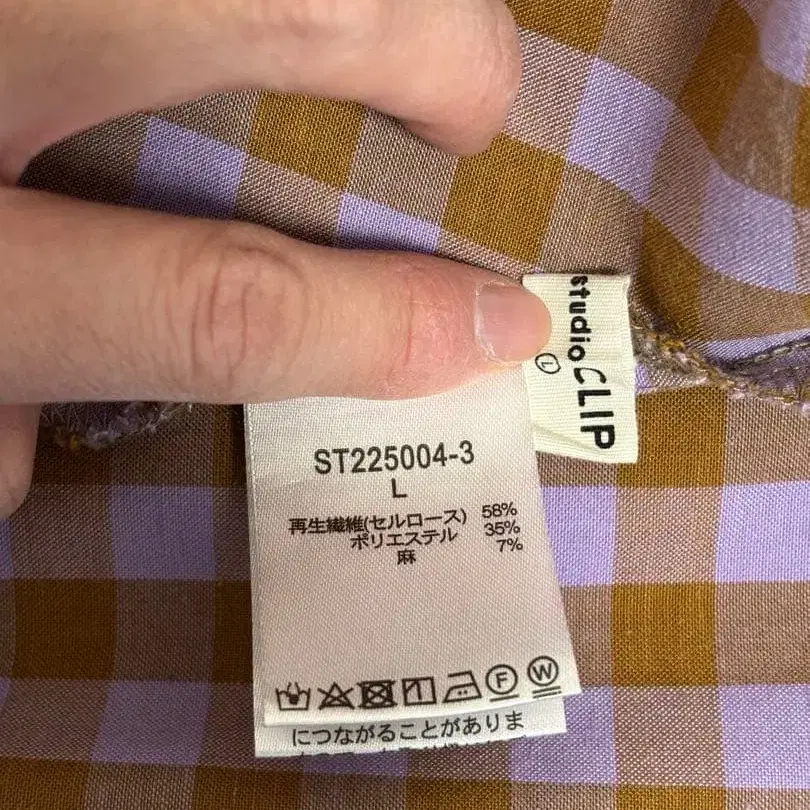 studio CLIP
L
ST225004-3
L
再生繊維(セルロース) 58%
ポリエステル 35%
麻 7%
F W
につながることがありま